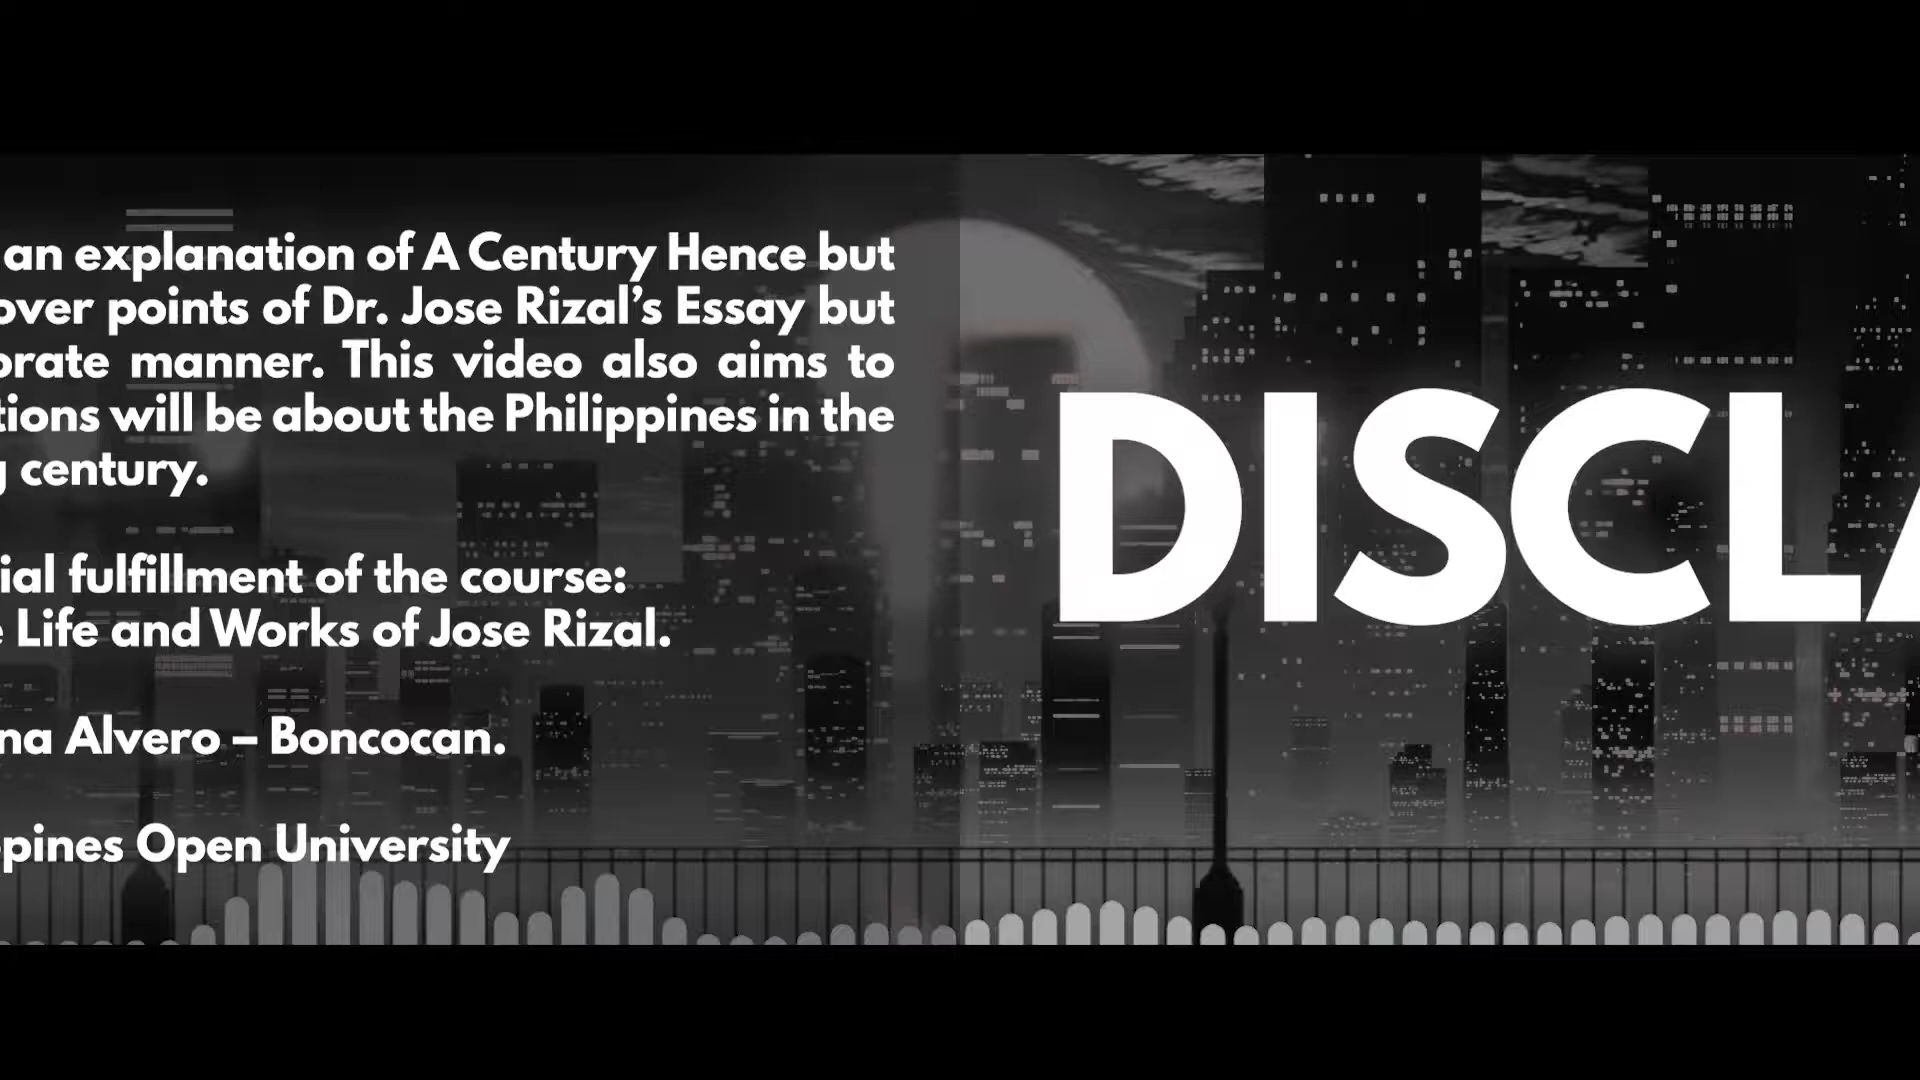 an explanation of A Century Hence but
over points of Dr. Jose Rizal’s Essay but
orate manner. This video also aims to
tions will be about the Philippines in the
g century.
ial fulfillment of the course:
e Life and Works of Jose Rizal.
na Alvero – Boncocan.
pines Open University
DISCLA